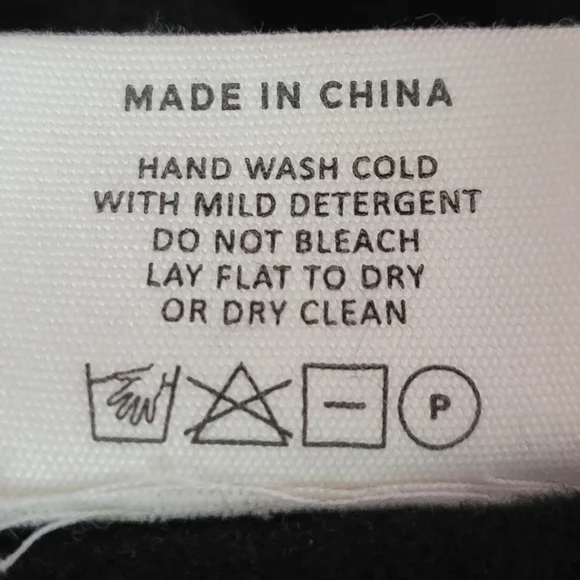 MADE IN CHINA
HAND WASH COLD
WITH MILD DETERGENT
DO NOT BLEACH
LAY FLAT TO DRY
OR DRY CLEAN
P